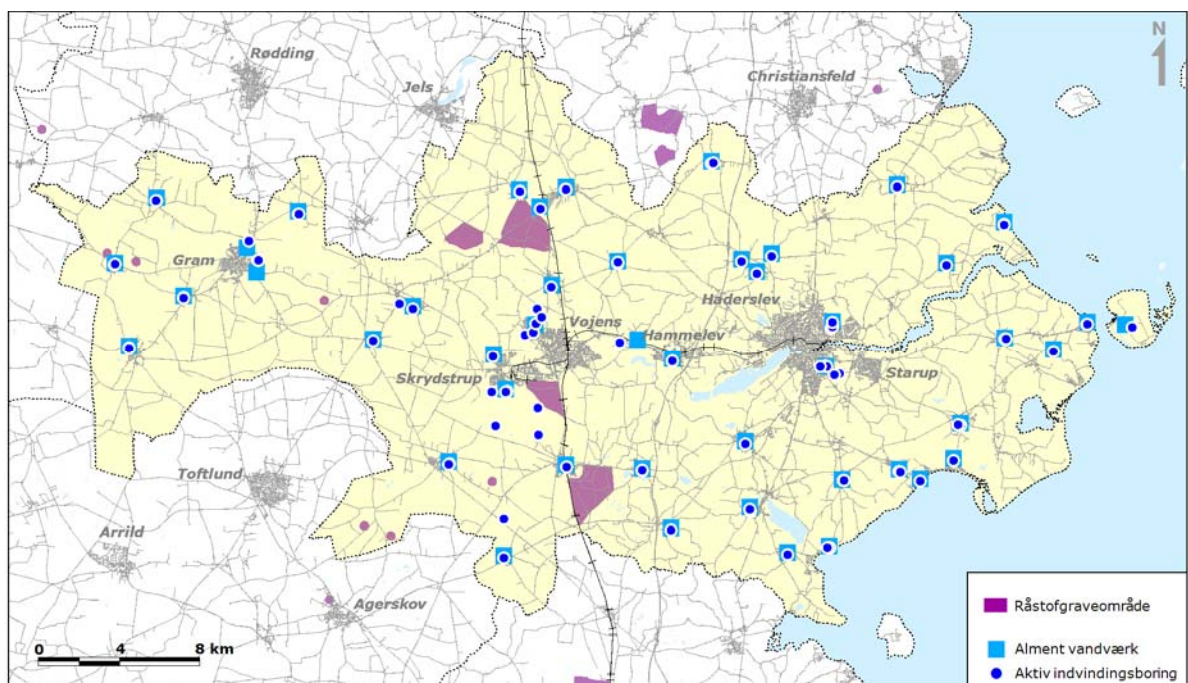 N
Rødding
Jels
Christiansfeld
Gram
Haderslev
Vojens
Hammelev
Skrydstrup
Starup
Toftlund
Arrild
Agerskov
0 4 8 km
Råstofgraveområde
Alment vandværk
Aktiv indvindingsboring